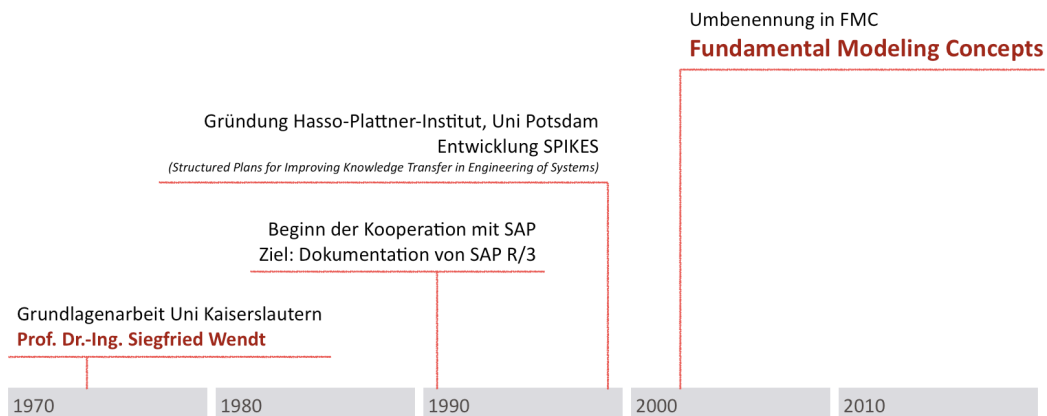 Umbenennung in FMC
Fundamental Modeling Concepts
Gründung Hasso-Plattner-Institut, Uni Potsdam
Entwicklung SPIKES
(Structured Plans for Improving Knowledge Transfer in Engineering of Systems)
Beginn der Kooperation mit SAP
Ziel: Dokumentation von SAP R/3
Grundlagenarbeit Uni Kaiserslautern
Prof. Dr.-Ing. Siegfried Wendt
1970 1980 1990 2000 2010